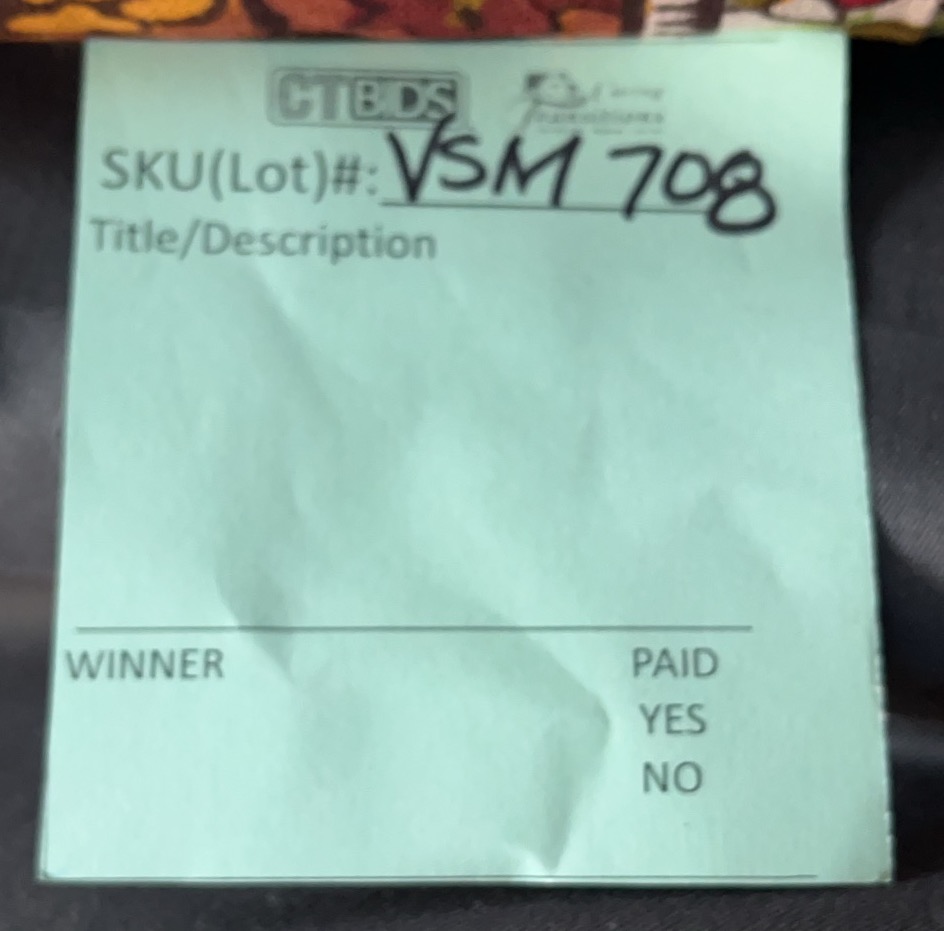 CTBIDS
SKU(Lot)#: VSM 708
Title/Description
WINNER PAID
YES
NO